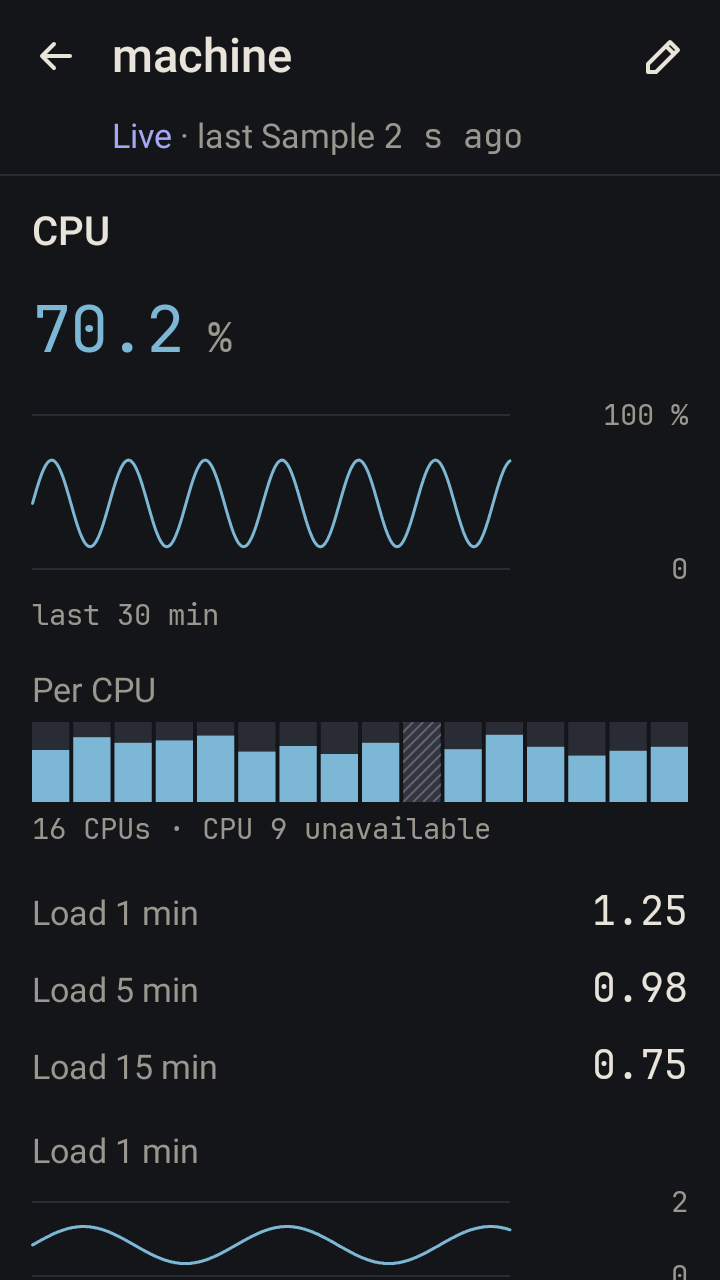 machine
Live · last Sample 2 s ago
CPU
70.2 %
100 %
0
last 30 min
Per CPU
16 CPUs · CPU 9 unavailable
Load 1 min 1.25
Load 5 min 0.98
Load 15 min 0.75
Load 1 min
2
0